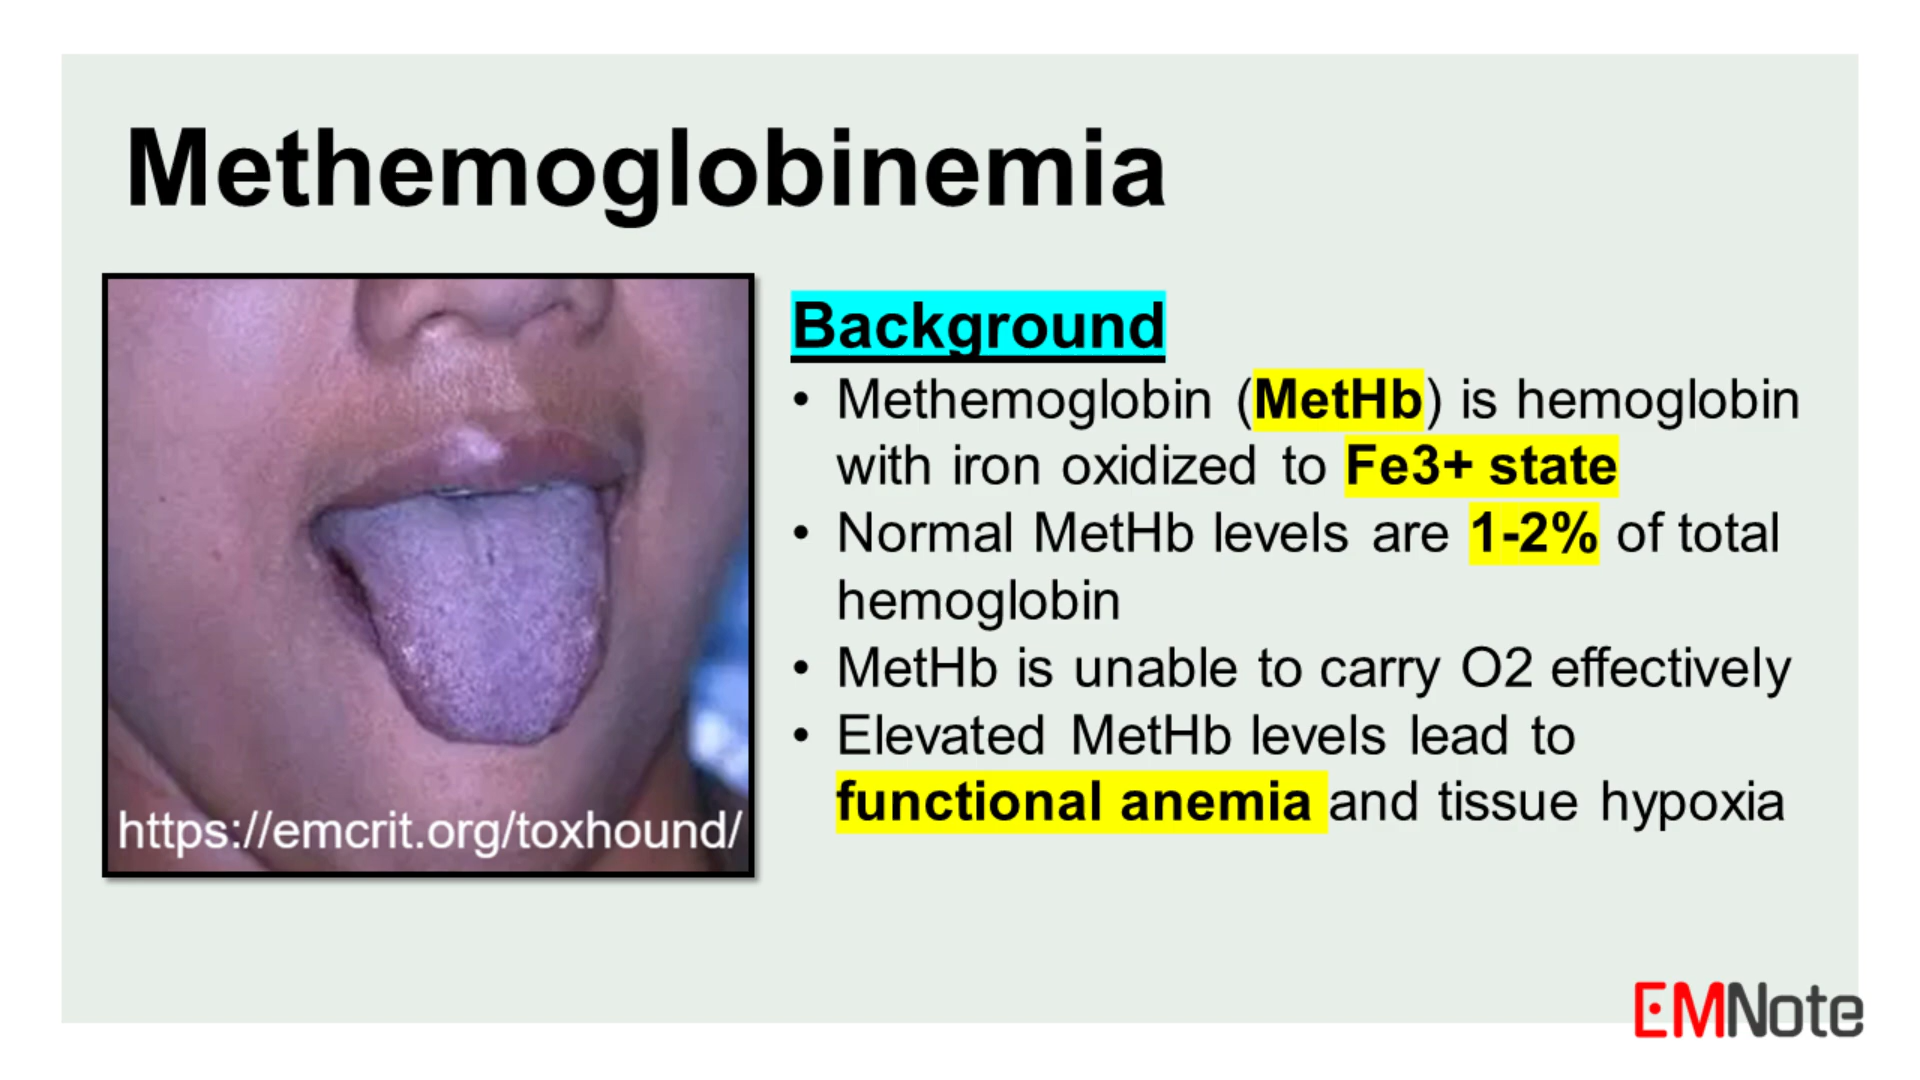 Methemoglobinemia
Background
• Methemoglobin (MetHb) is hemoglobin
with iron oxidized to Fe3+ state
• Normal MetHb levels are 1-2% of total
hemoglobin
• MetHb is unable to carry O2 effectively
• Elevated MetHb levels lead to
functional anemia and tissue hypoxia
https://emcrit.org/toxhound/
EMNote